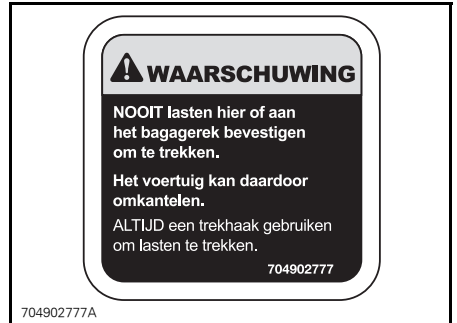 WAARSCHUWING
NOOIT lasten hier of aan
het bagagerek bevestigen
om te trekken.
Het voertuig kan daardoor
omkantelen.
ALTIJD een trekhaak gebruiken
om lasten te trekken.
704902777
704902777A